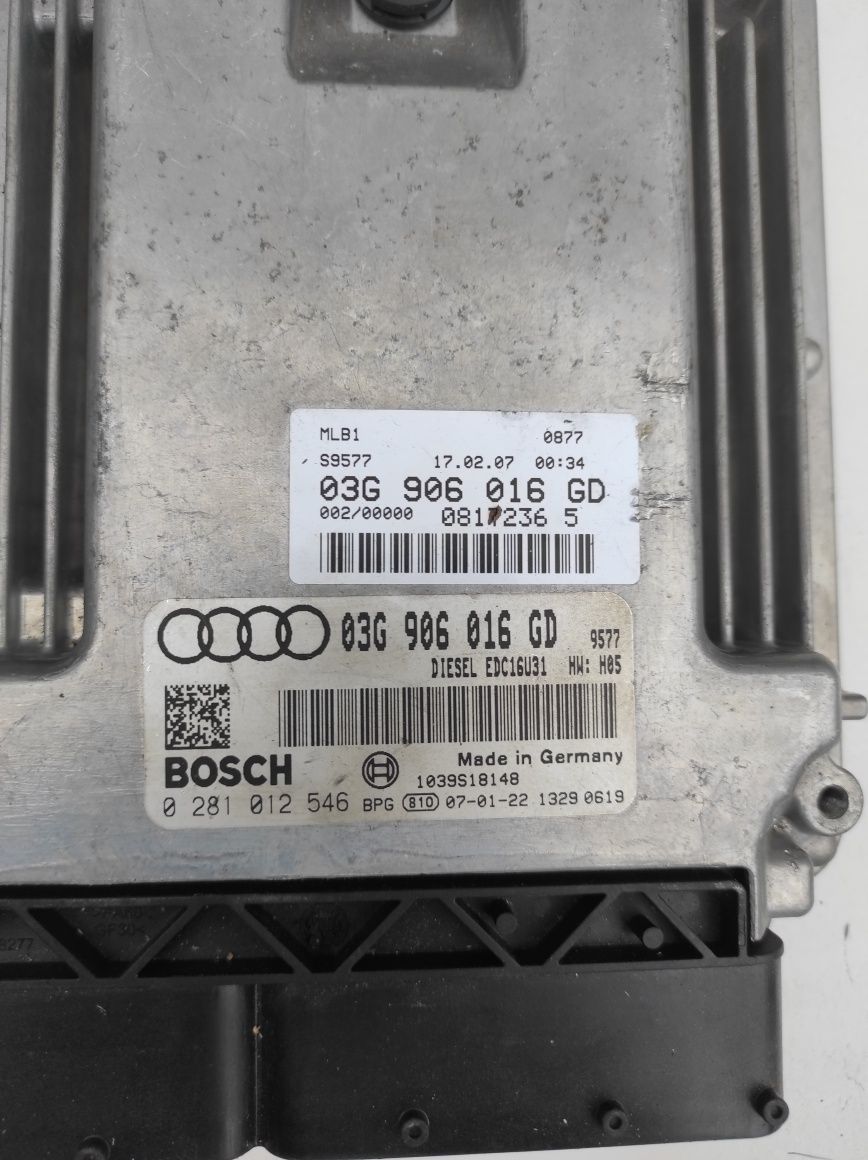 MLB1 0877
S9577 17.02.07 00:34
03G 906 016 GD
002/00000 0817236 5
03G 906 016 GD 9577
DIESEL EDC16U31 HW: H05
BOSCH Made in Germany
1039S18148
0 281 012 546 BPG 810 07-01-22 1329 0619